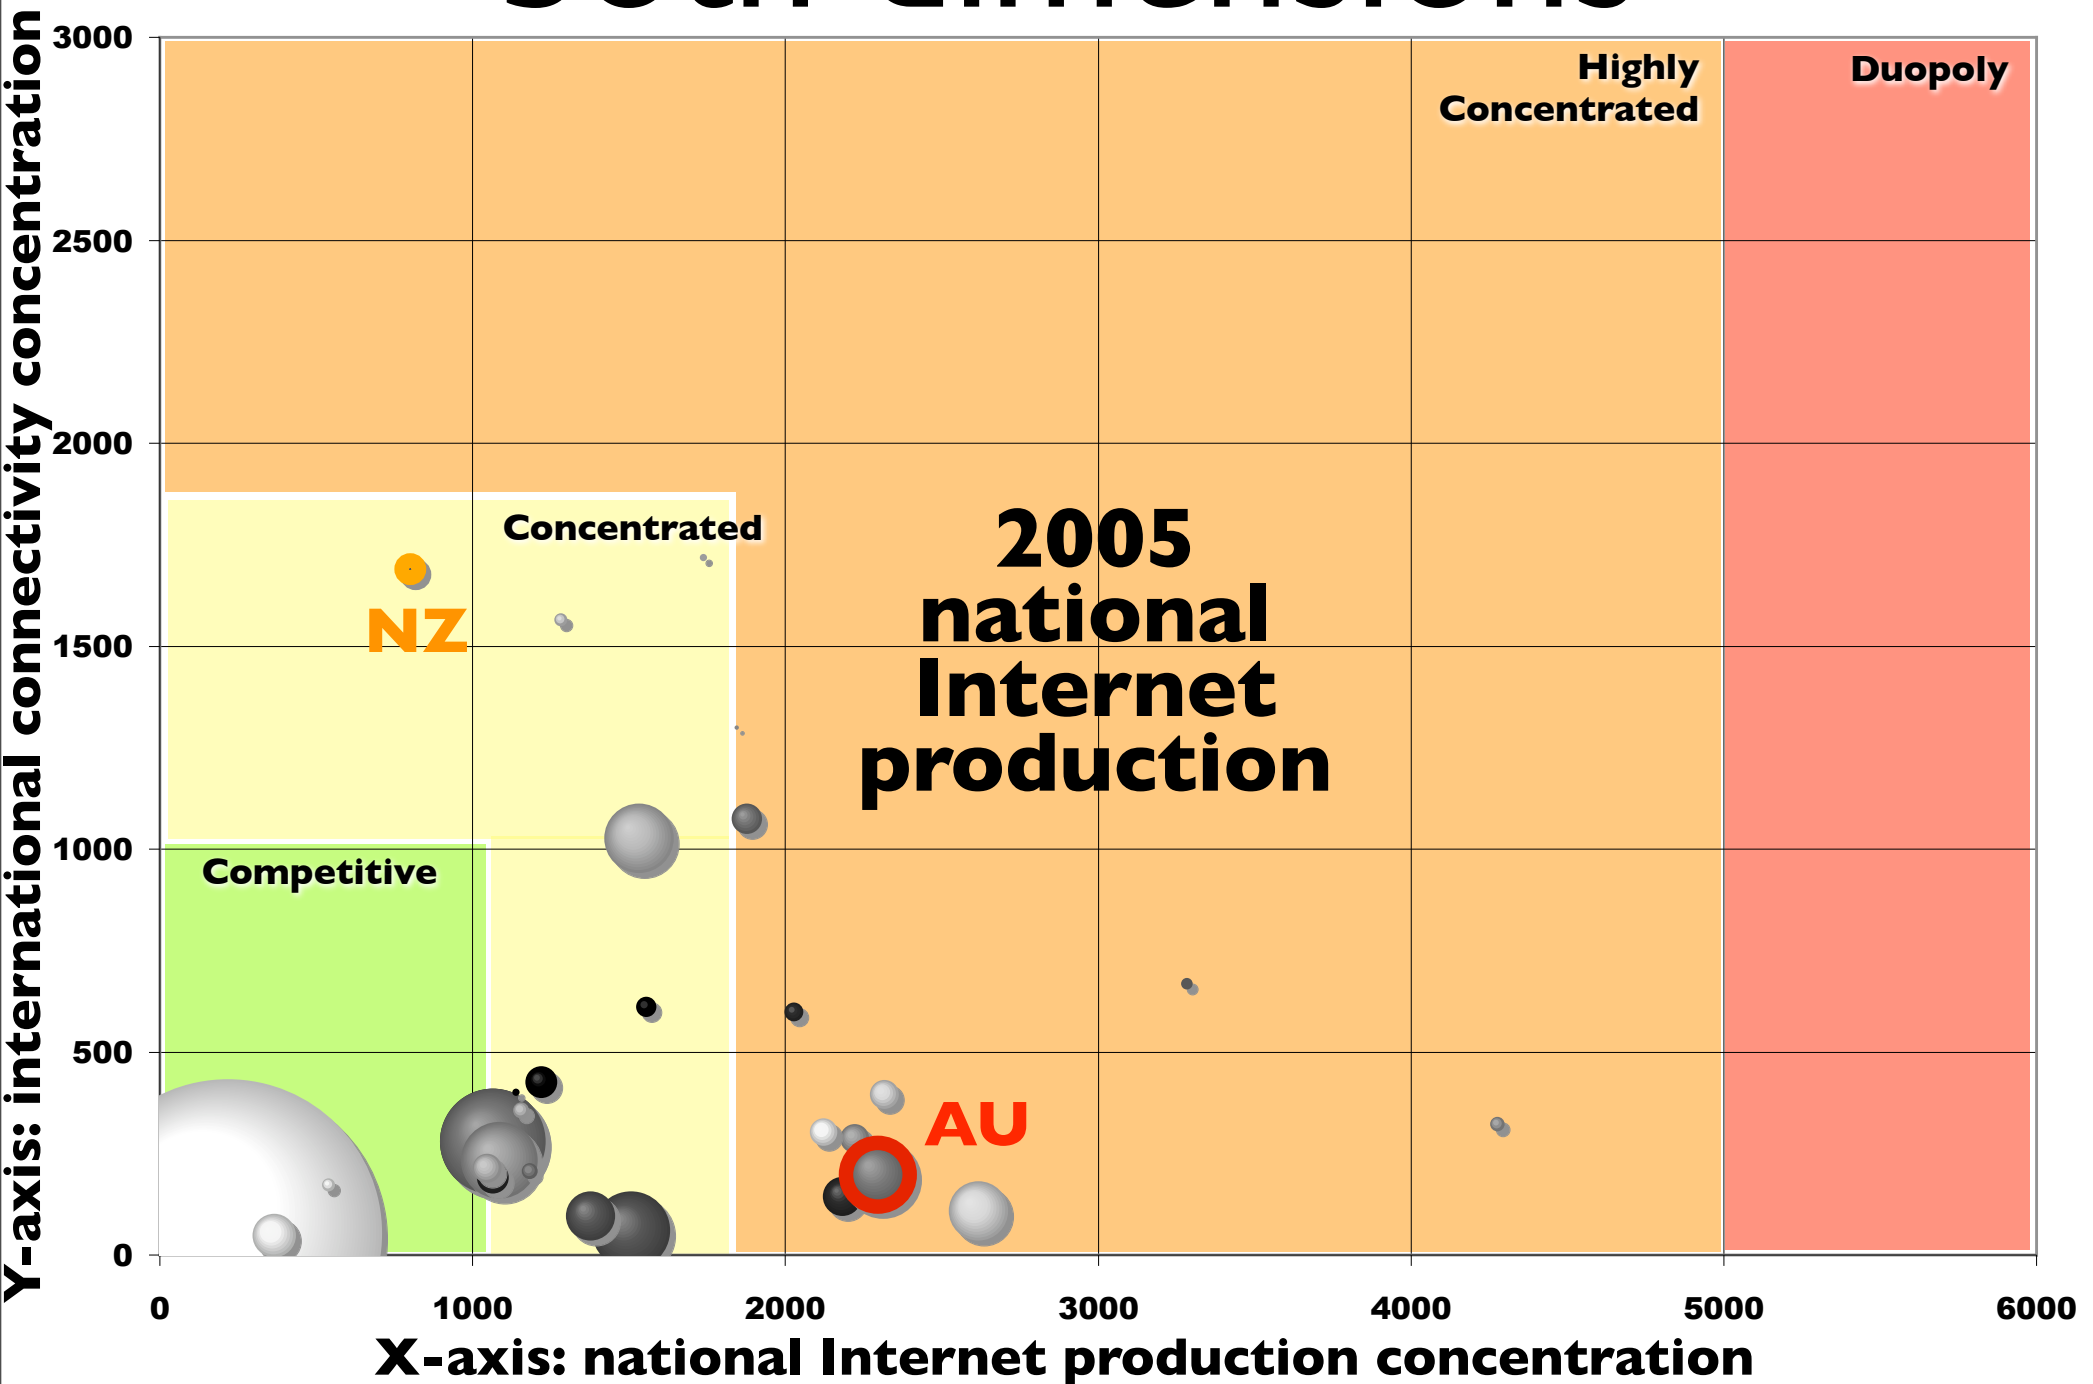 3000
2500
2000
1500
1000
500
0
0 1000 2000 3000 4000 5000 6000
Y-axis: international connectivity concentration
X-axis: national Internet production concentration
Highly
Concentrated
Duopoly
Concentrated
2005
national
Internet
production
NZ
Competitive
AU